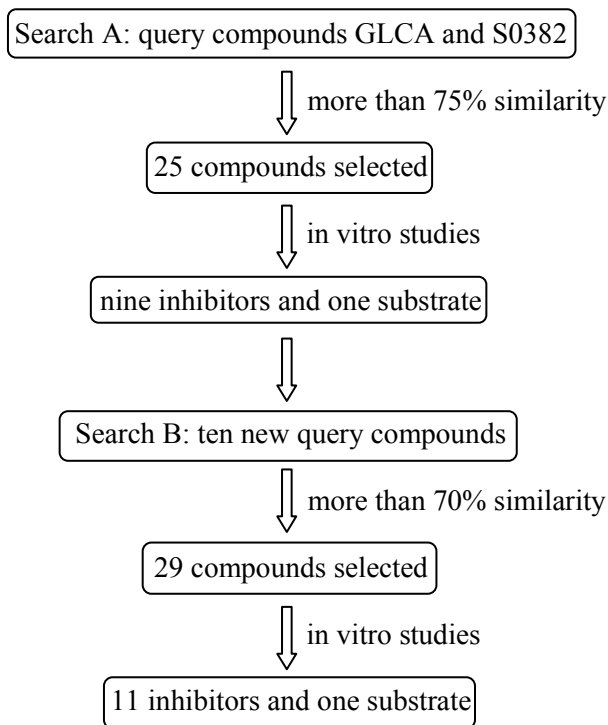 Search A: query compounds GLCA and S0382
more than 75% similarity
25 compounds selected
in vitro studies
nine inhibitors and one substrate
Search B: ten new query compounds
more than 70% similarity
29 compounds selected
in vitro studies
11 inhibitors and one substrate